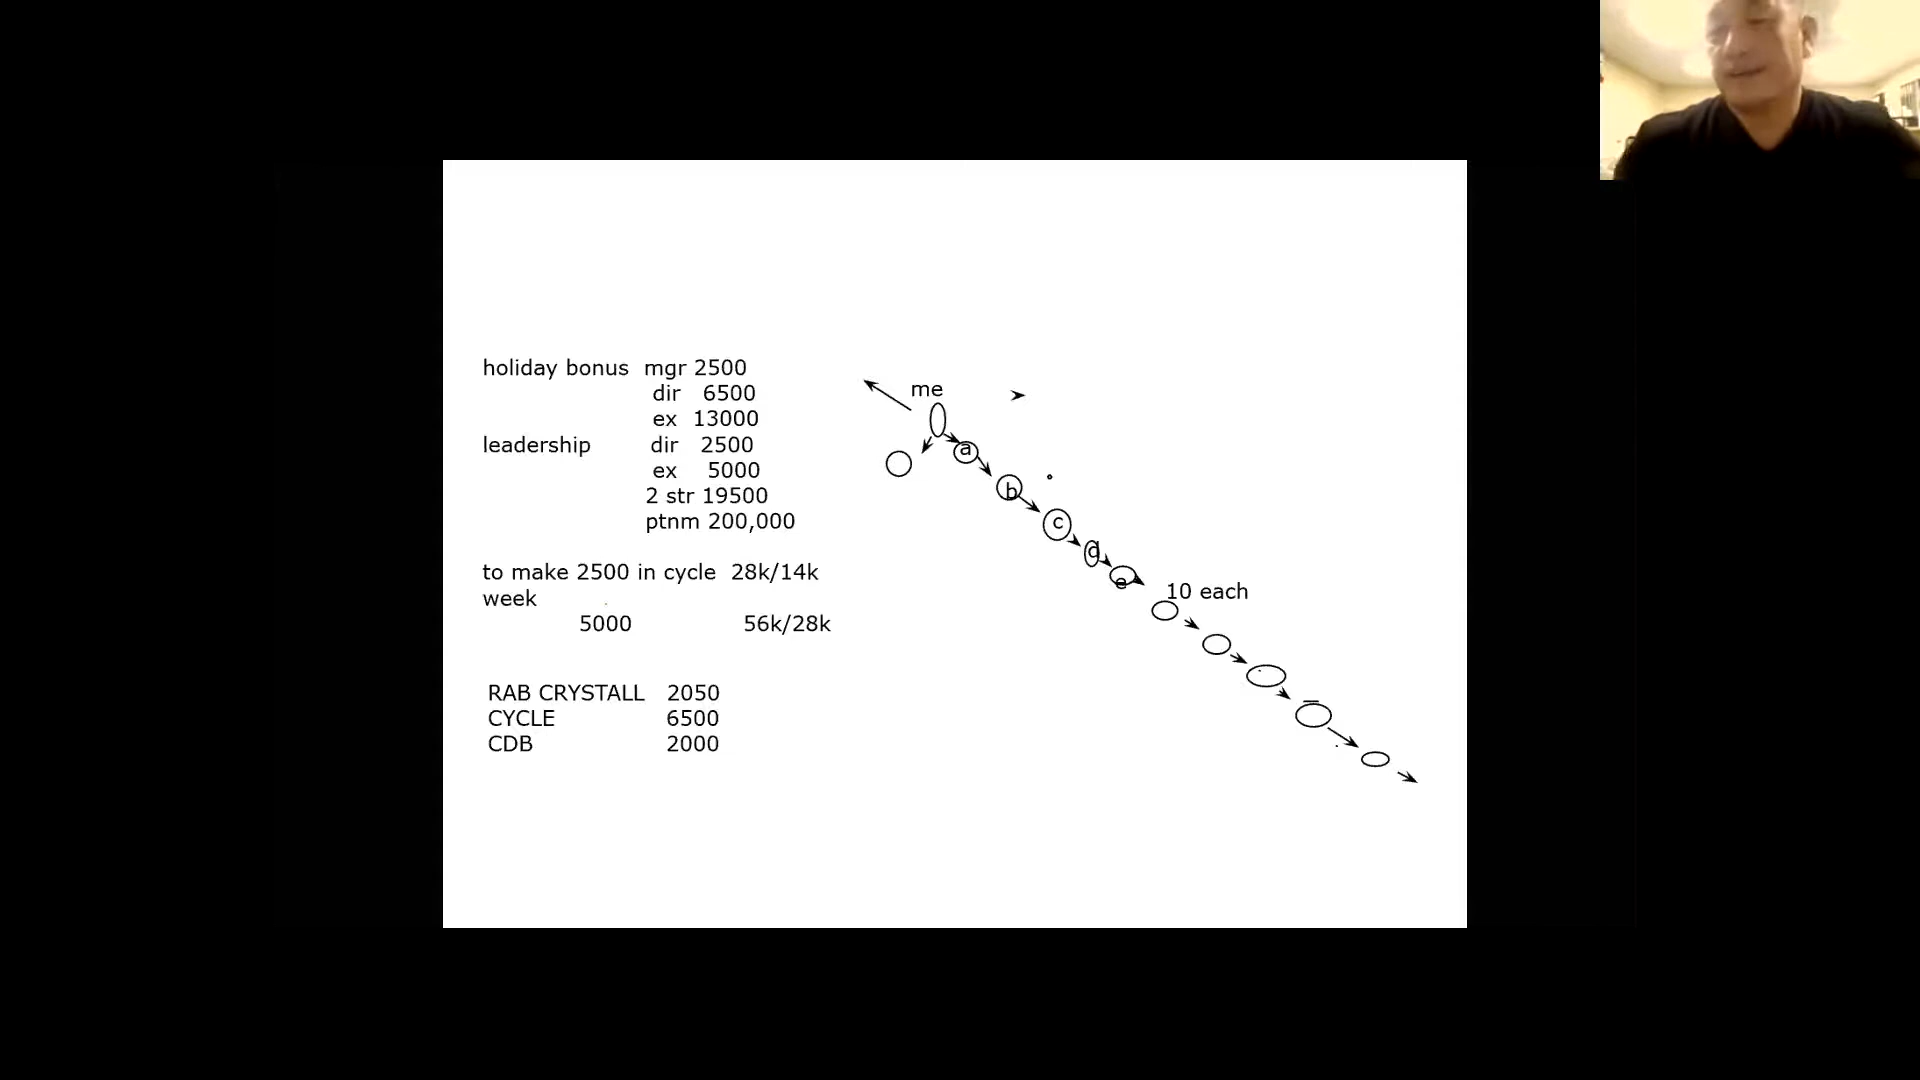 holiday bonus mgr 2500
dir 6500
ex 13000
leadership dir 2500
ex 5000
2 str 19500
ptnm 200,000
to make 2500 in cycle 28k/14k
week
5000 56k/28k
RAB CRYSTALL 2050
CYCLE 6500
CDB 2000
me
a
b
c
d
e
10 each